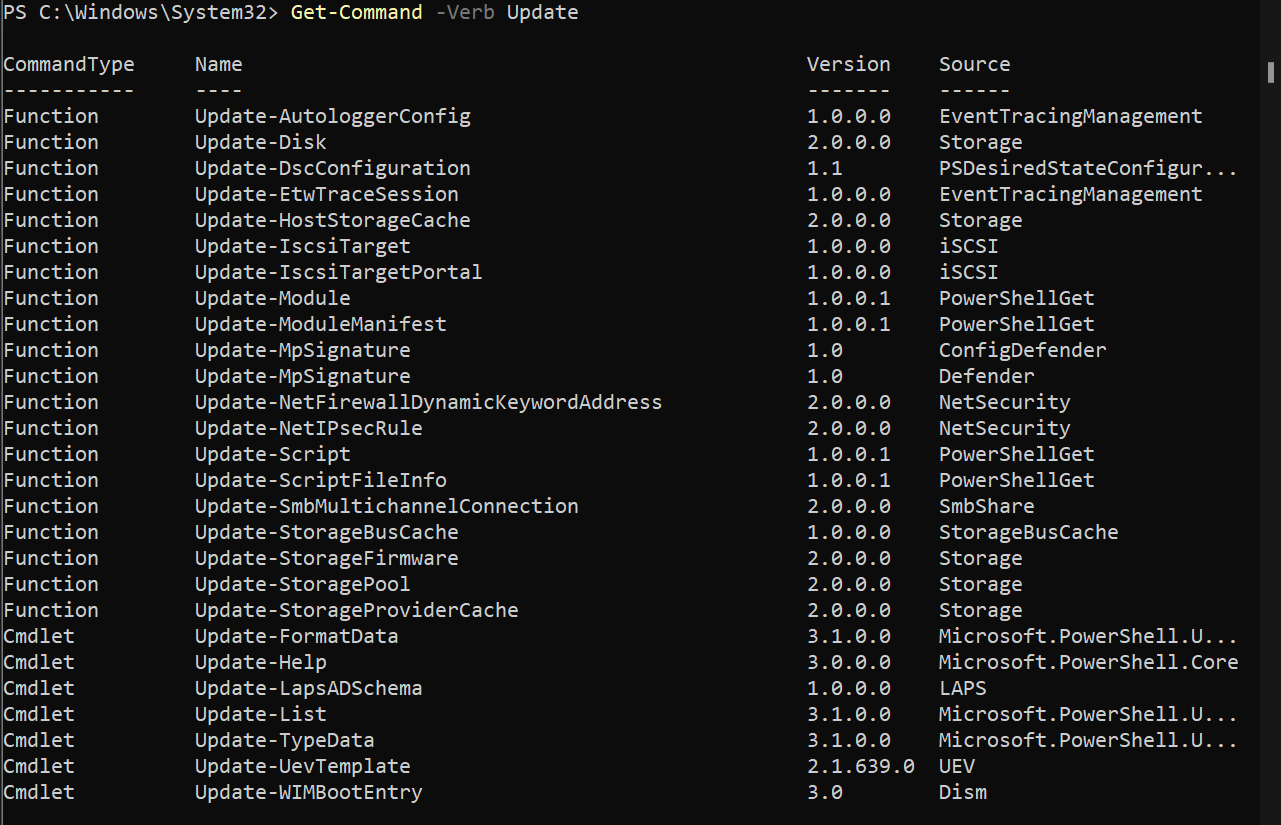 PS C:\Windows\System32> Get-Command -Verb Update
CommandType Name Version Source
----------- ---- ------- ------
Function Update-AutologgerConfig 1.0.0.0 EventTracingManagement
Function Update-Disk 2.0.0.0 Storage
Function Update-DscConfiguration 1.1 PSDesiredStateConfigur...
Function Update-EtwTraceSession 1.0.0.0 EventTracingManagement
Function Update-HostStorageCache 2.0.0.0 Storage
Function Update-IscsiTarget 1.0.0.0 iSCSI
Function Update-IscsiTargetPortal 1.0.0.0 iSCSI
Function Update-Module 1.0.0.1 PowerShellGet
Function Update-ModuleManifest 1.0.0.1 PowerShellGet
Function Update-MpSignature 1.0 ConfigDefender
Function Update-MpSignature 1.0 Defender
Function Update-NetFirewallDynamicKeywordAddress 2.0.0.0 NetSecurity
Function Update-NetIPsecRule 2.0.0.0 NetSecurity
Function Update-Script 1.0.0.1 PowerShellGet
Function Update-ScriptFileInfo 1.0.0.1 PowerShellGet
Function Update-SmbMultichannelConnection 2.0.0.0 SmbShare
Function Update-StorageBusCache 1.0.0.0 StorageBusCache
Function Update-StorageFirmware 2.0.0.0 Storage
Function Update-StoragePool 2.0.0.0 Storage
Function Update-StorageProviderCache 2.0.0.0 Storage
Cmdlet Update-FormatData 3.1.0.0 Microsoft.PowerShell.U...
Cmdlet Update-Help 3.0.0.0 Microsoft.PowerShell.Core
Cmdlet Update-LapsADSchema 1.0.0.0 LAPS
Cmdlet Update-List 3.1.0.0 Microsoft.PowerShell.U...
Cmdlet Update-TypeData 3.1.0.0 Microsoft.PowerShell.U...
Cmdlet Update-UevTemplate 2.1.639.0 UEV
Cmdlet Update-WIMBootEntry 3.0 Dism